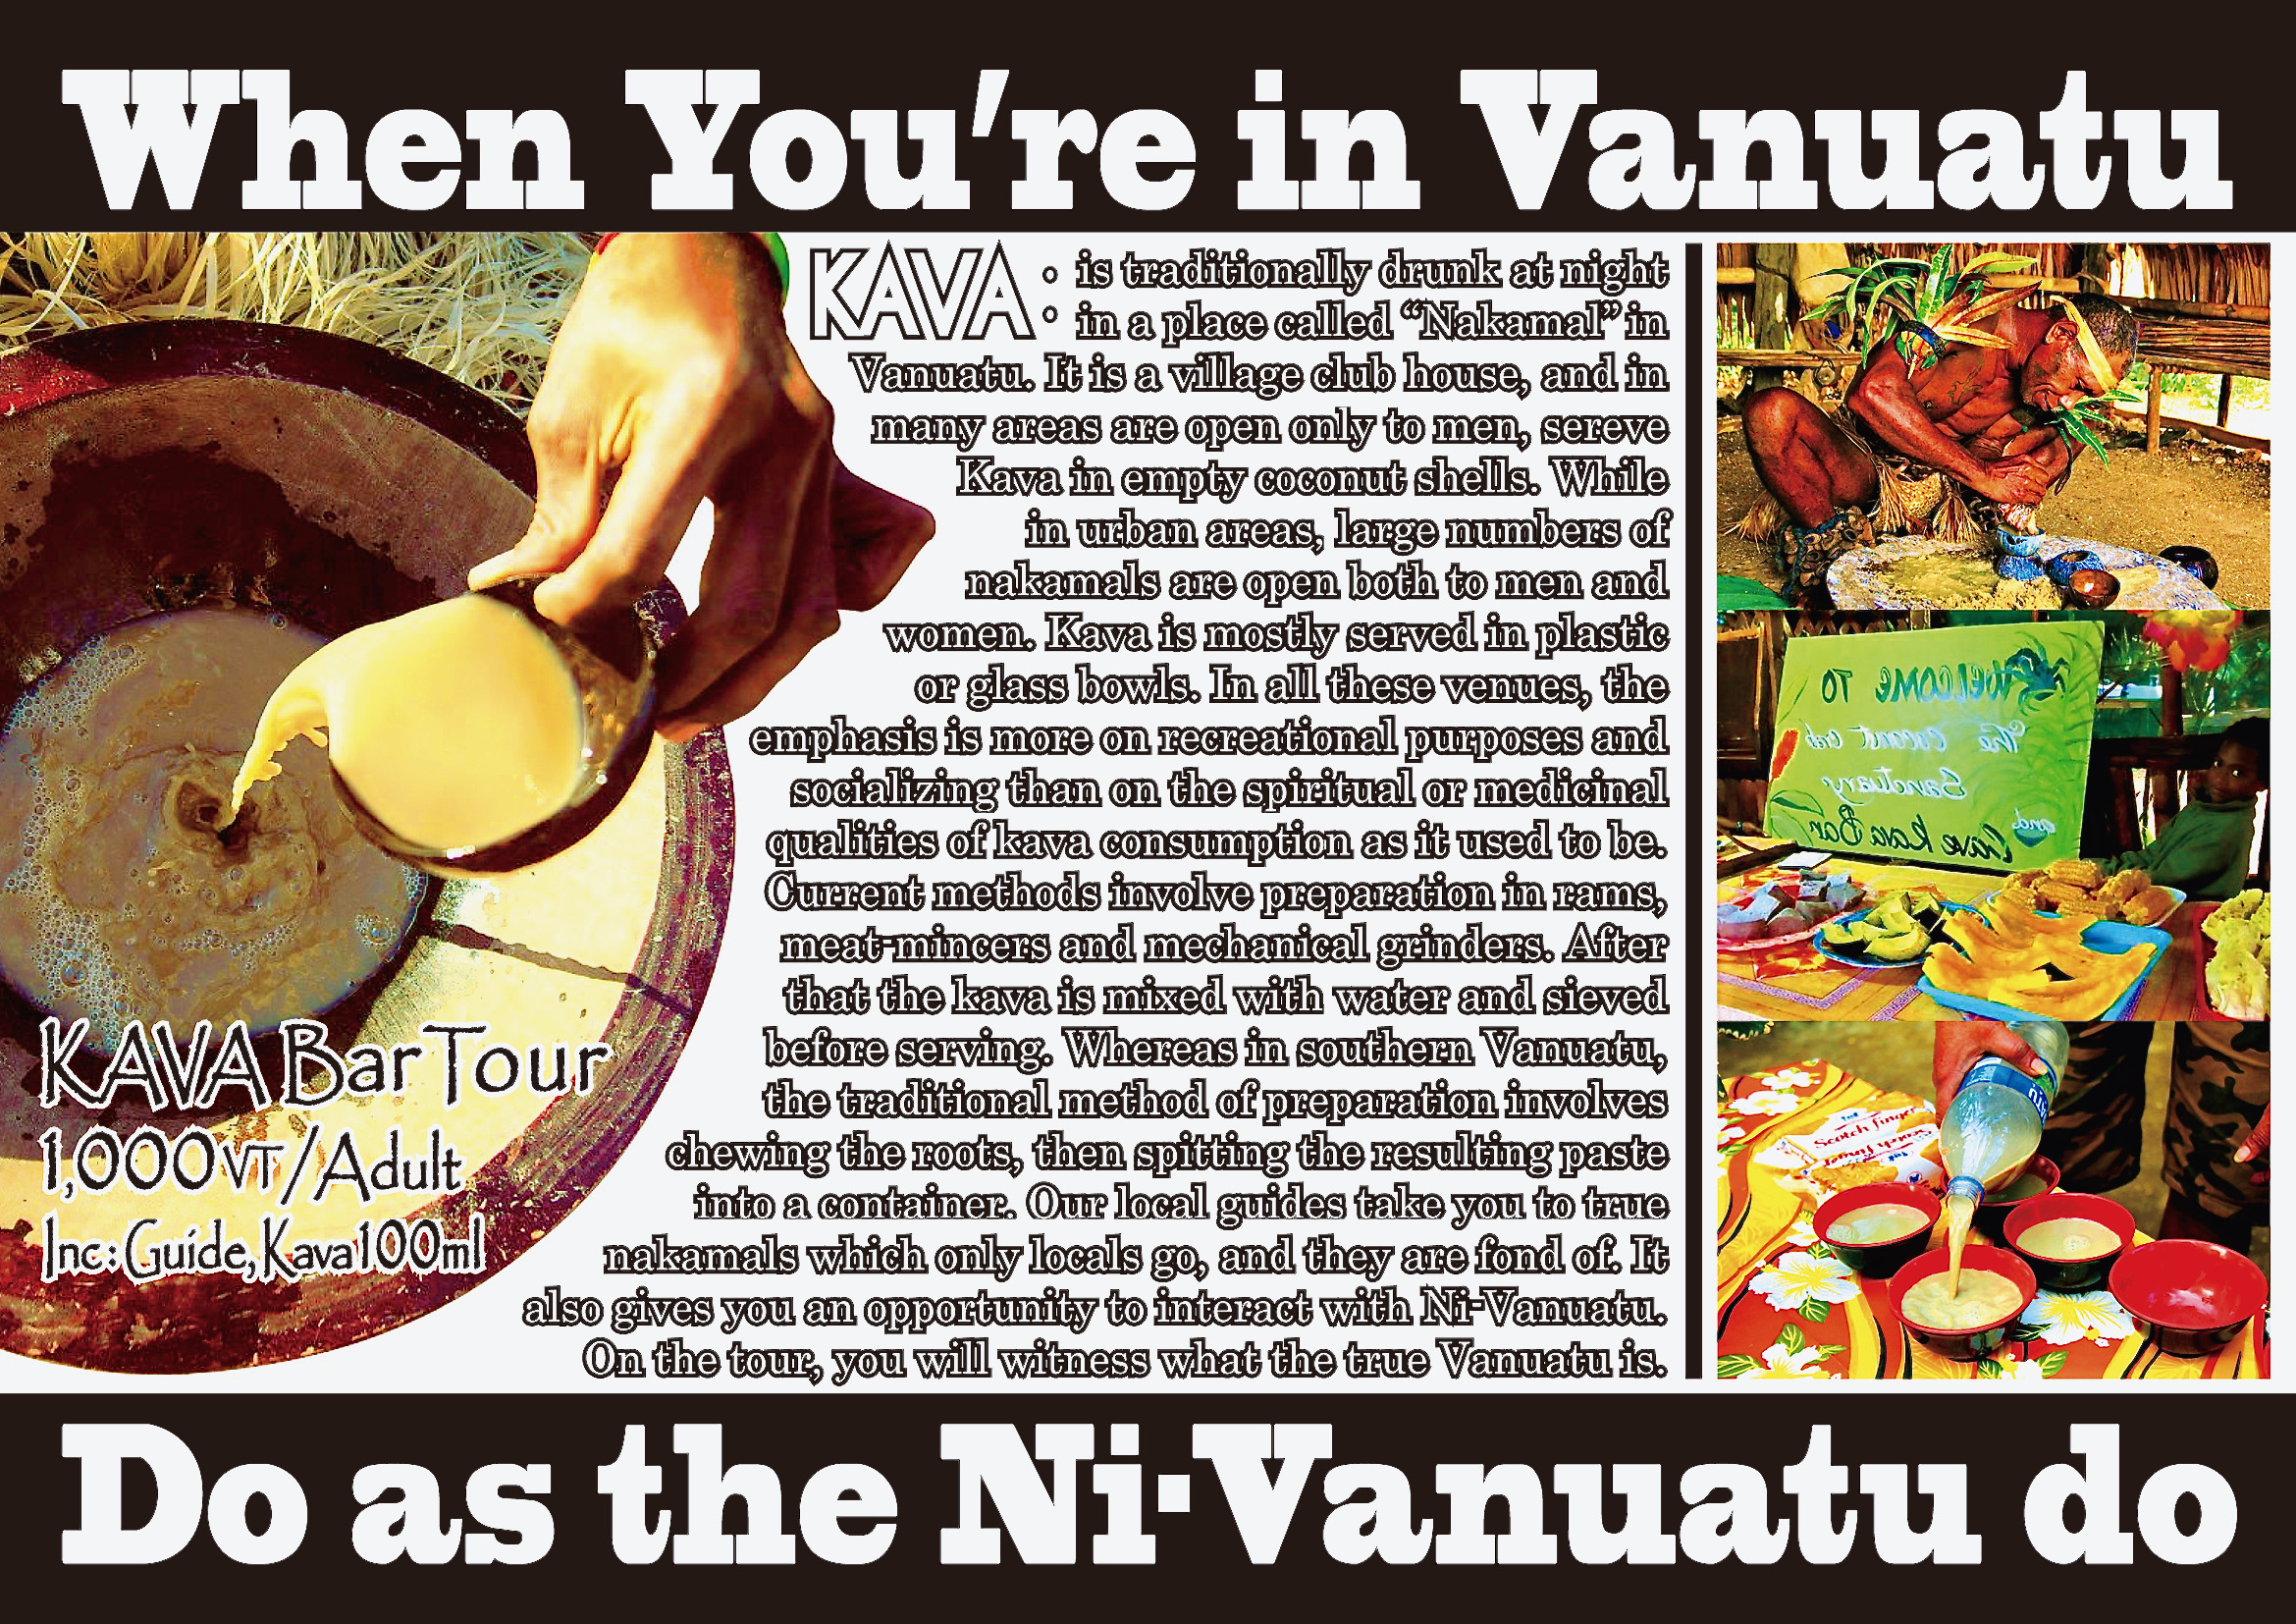 When You're in Vanuatu
KAVA: is traditionally drunk at night
in a place called “Nakamal” in
Vanuatu. It is a village club house, and in
many areas are open only to men, sereve
Kava in empty coconut shells. While
in urban areas, large numbers of
nakamals are open both to men and
women. Kava is mostly served in plastic
or glass bowls. In all these venues, the
emphasis is more on recreational purposes and
socializing than on the spiritual or medicinal
qualities of kava consumption as it used to be.
Current methods involve preparation in rams,
meat-mincers and mechanical grinders. After
that the kava is mixed with water and sieved
before serving. Whereas in southern Vanuatu,
the traditional method of preparation involves
chewing the roots, then spitting the resulting paste
into a container. Our local guides take you to true
nakamals which only locals go, and they are fond of. It
also gives you an opportunity to interact with Ni-Vanuatu.
On the tour, you will witness what the true Vanuatu is.
KAVA Bar Tour
1,000VT/Adult
Inc:Guide,Kava100ml
WELCOME TO
The coconut crab
Sanctuary
and Cave Kava Bar
Scotch finger
Scotch finger
Do as the Ni-Vanuatu do